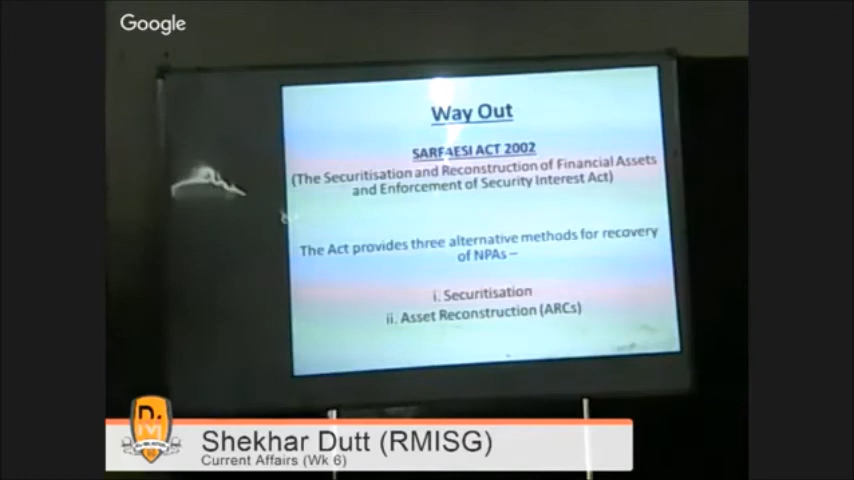 Google
Way Out
SARFAESI ACT 2002
(The Securitisation and Reconstruction of Financial Assets
and Enforcement of Security Interest Act)
The Act provides three alternative methods for recovery
of NPAs –
i. Securitisation
ii. Asset Reconstruction (ARCs)
Shekhar Dutt (RMISG)
Current Affairs (Wk 6)